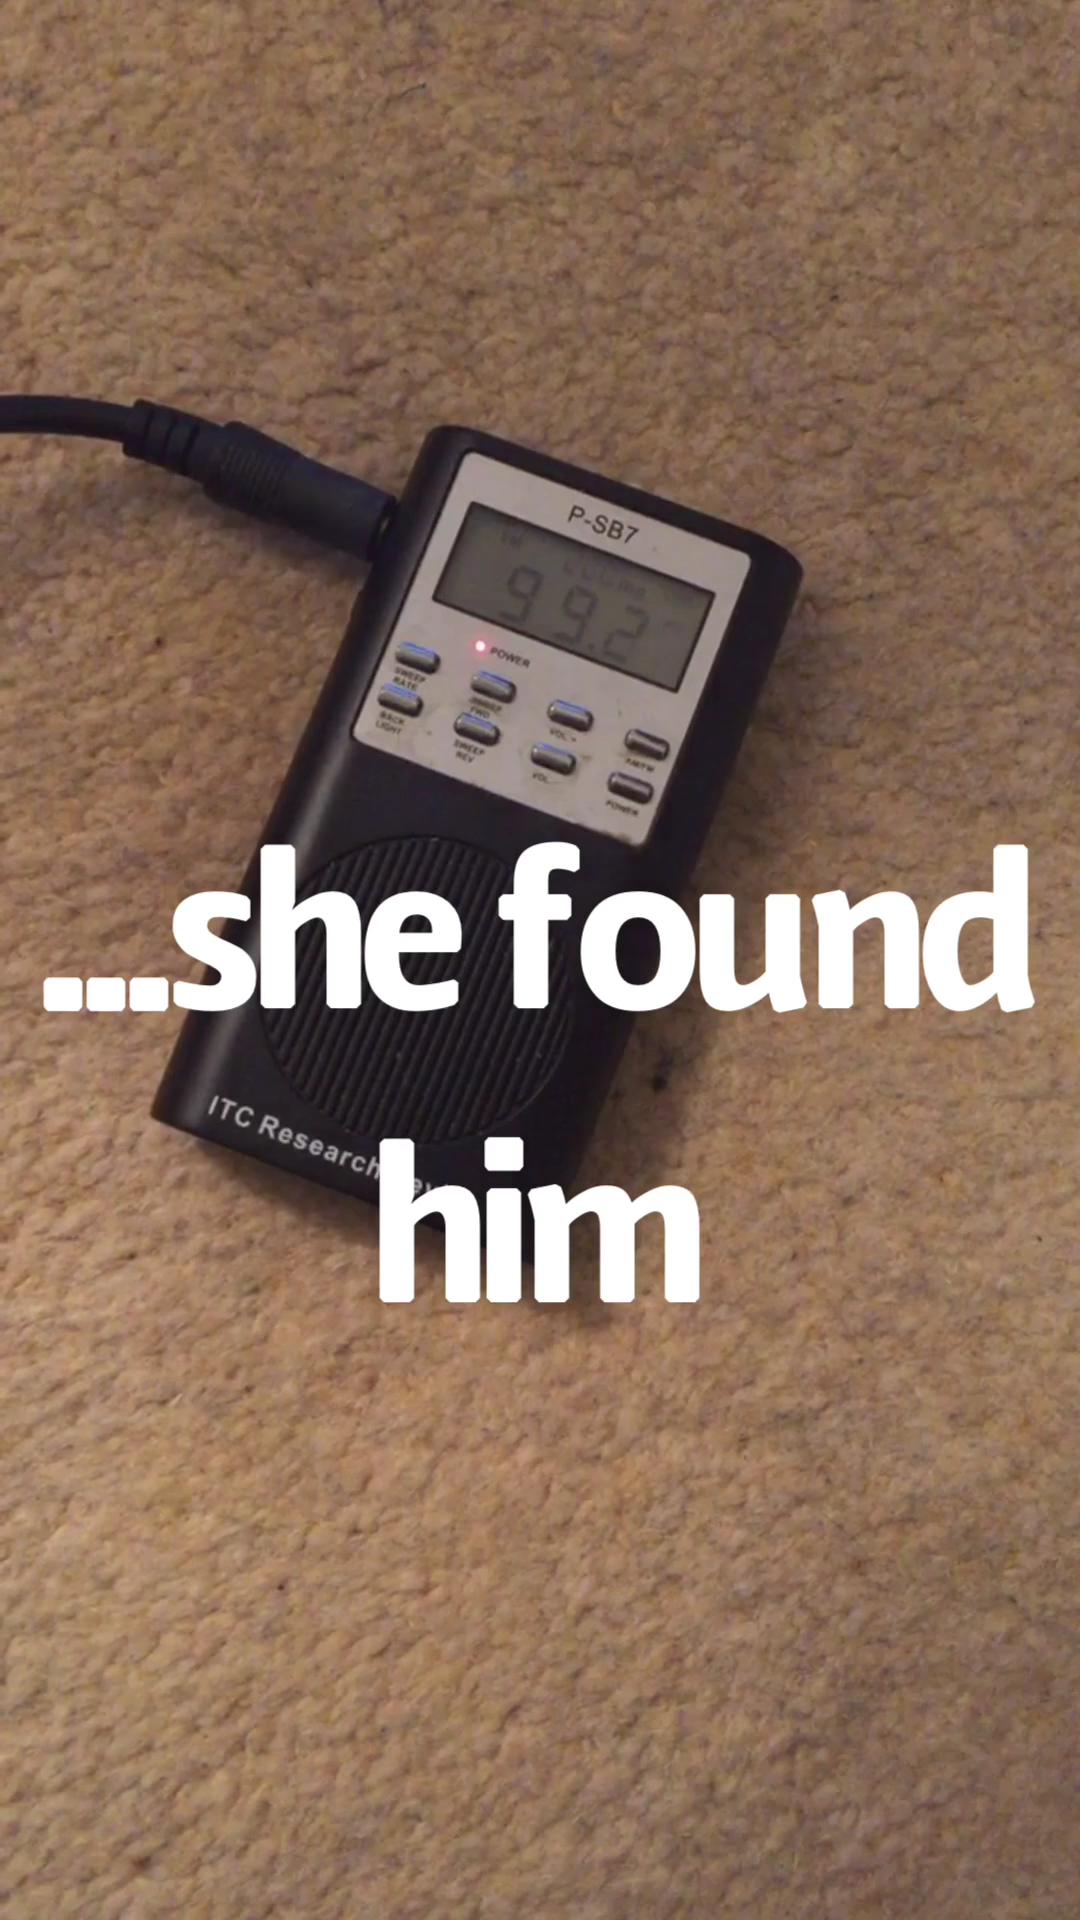 P-SB7
FM
99.2
POWER
SWEEP RATE
SWEEP FWD
VOL +
AM/FM
BACK LIGHT
SWEEP REV
VOL -
POWER
...she found
him
ITC Research